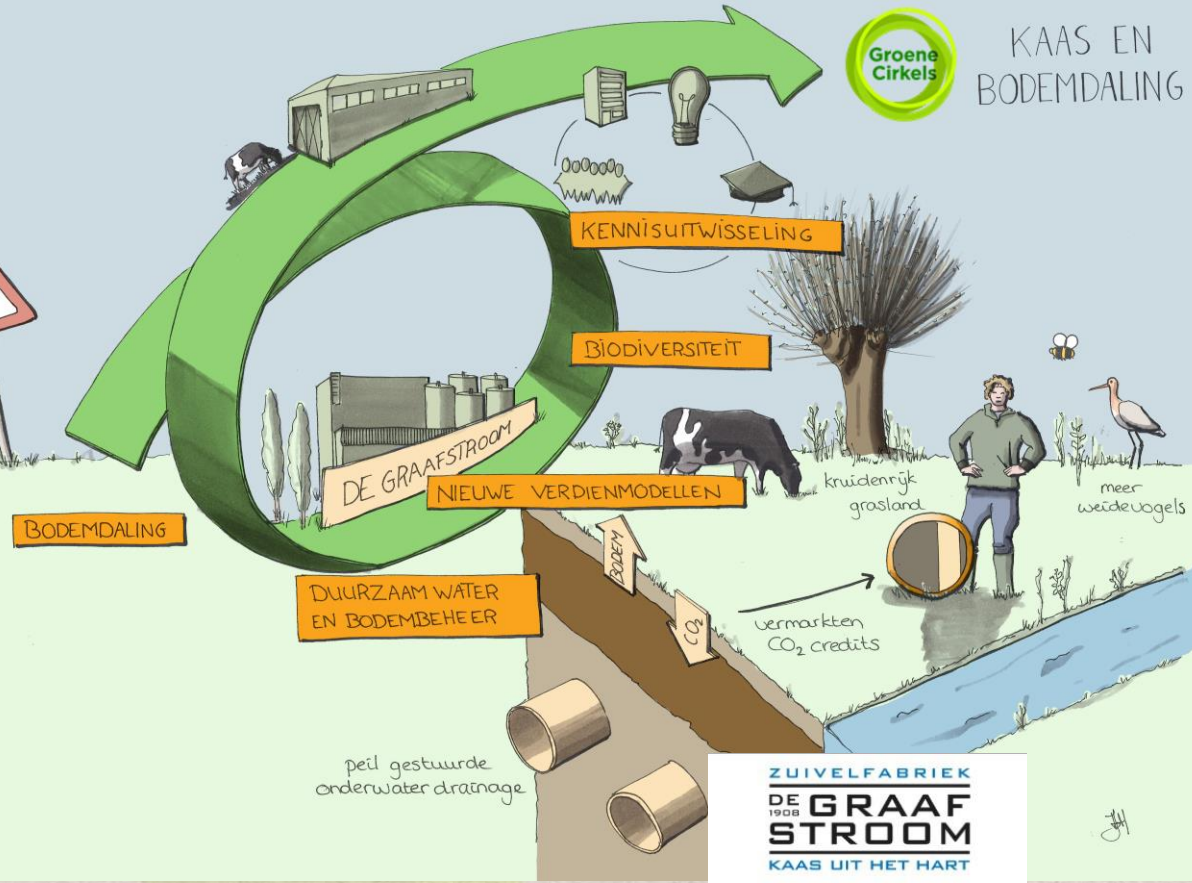 Groene
Cirkels
KAAS EN
BODEMDALING
KENNISUITWISSELING
BIODIVERSITEIT
DE GRAAFSTROOM
NIEUWE VERDIENMODELLEN
kruidenrijk
grasland
meer
weidevogels
BODEMDALING
BODEM
DUURZAAM WATER
EN BODEMBEHEER
CO₂
vermarkten
CO₂ credits
peil gestuurde
onderwater drainage
ZUIVELFABRIEK
DE GRAAF
1908
STROOM
KAAS UIT HET HART